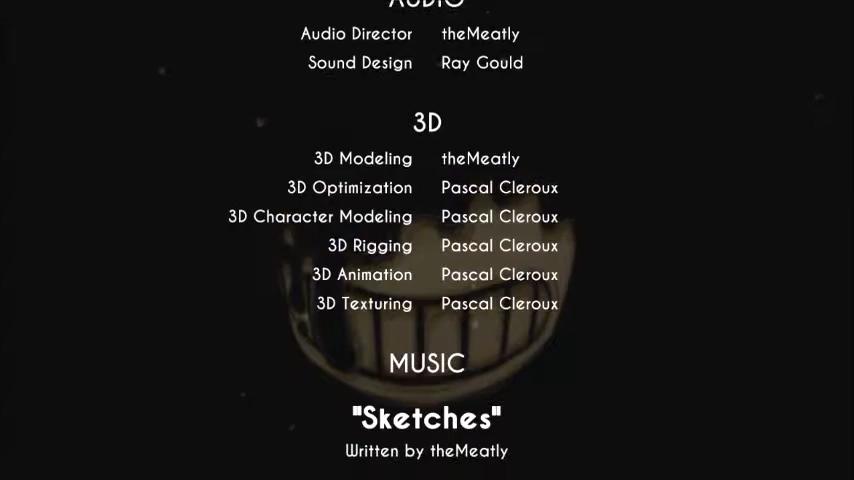 AUDIO
Audio Director theMeatly
Sound Design Ray Gould
3D
3D Modeling theMeatly
3D Optimization Pascal Cleroux
3D Character Modeling Pascal Cleroux
3D Rigging Pascal Cleroux
3D Animation Pascal Cleroux
3D Texturing Pascal Cleroux
MUSIC
"Sketches"
Written by theMeatly